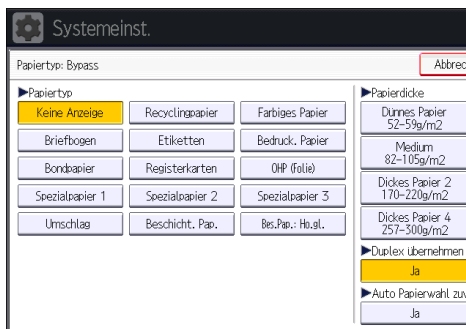 Systemeinst.
Papiertyp: Bypass
Abbrec
▶Papiertyp
Keine Anzeige
Recyclingpapier
Farbiges Papier
Briefbogen
Etiketten
Bedruck. Papier
Bondpapier
Registerkarten
OHP (Folie)
Spezialpapier 1
Spezialpapier 2
Spezialpapier 3
Umschlag
Beschicht. Pap.
Bes.Pap.: Ho.gl.
▶Papierdicke
Dünnes Papier
52-59g/m2
Medium
82-105g/m2
Dickes Papier 2
170-220g/m2
Dickes Papier 4
257-300g/m2
▶Duplex übernehmen
Ja
▶Auto Papierwahl zuv
Ja